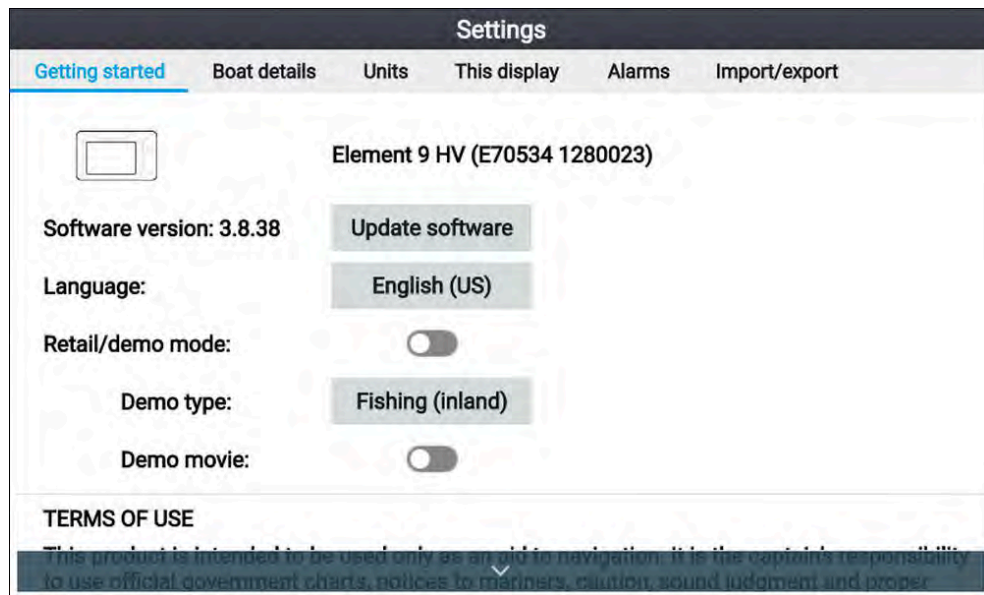 Settings
Getting started Boat details Units This display Alarms Import/export
Element 9 HV (E70534 1280023)
Software version: 3.8.38 Update software
Language: English (US)
Retail/demo mode:
Demo type: Fishing (inland)
Demo movie:
TERMS OF USE
This product is intended to be used only as an aid to navigation. It is the captain's responsibility
to use official government charts, notices to mariners, caution, sound judgment and proper